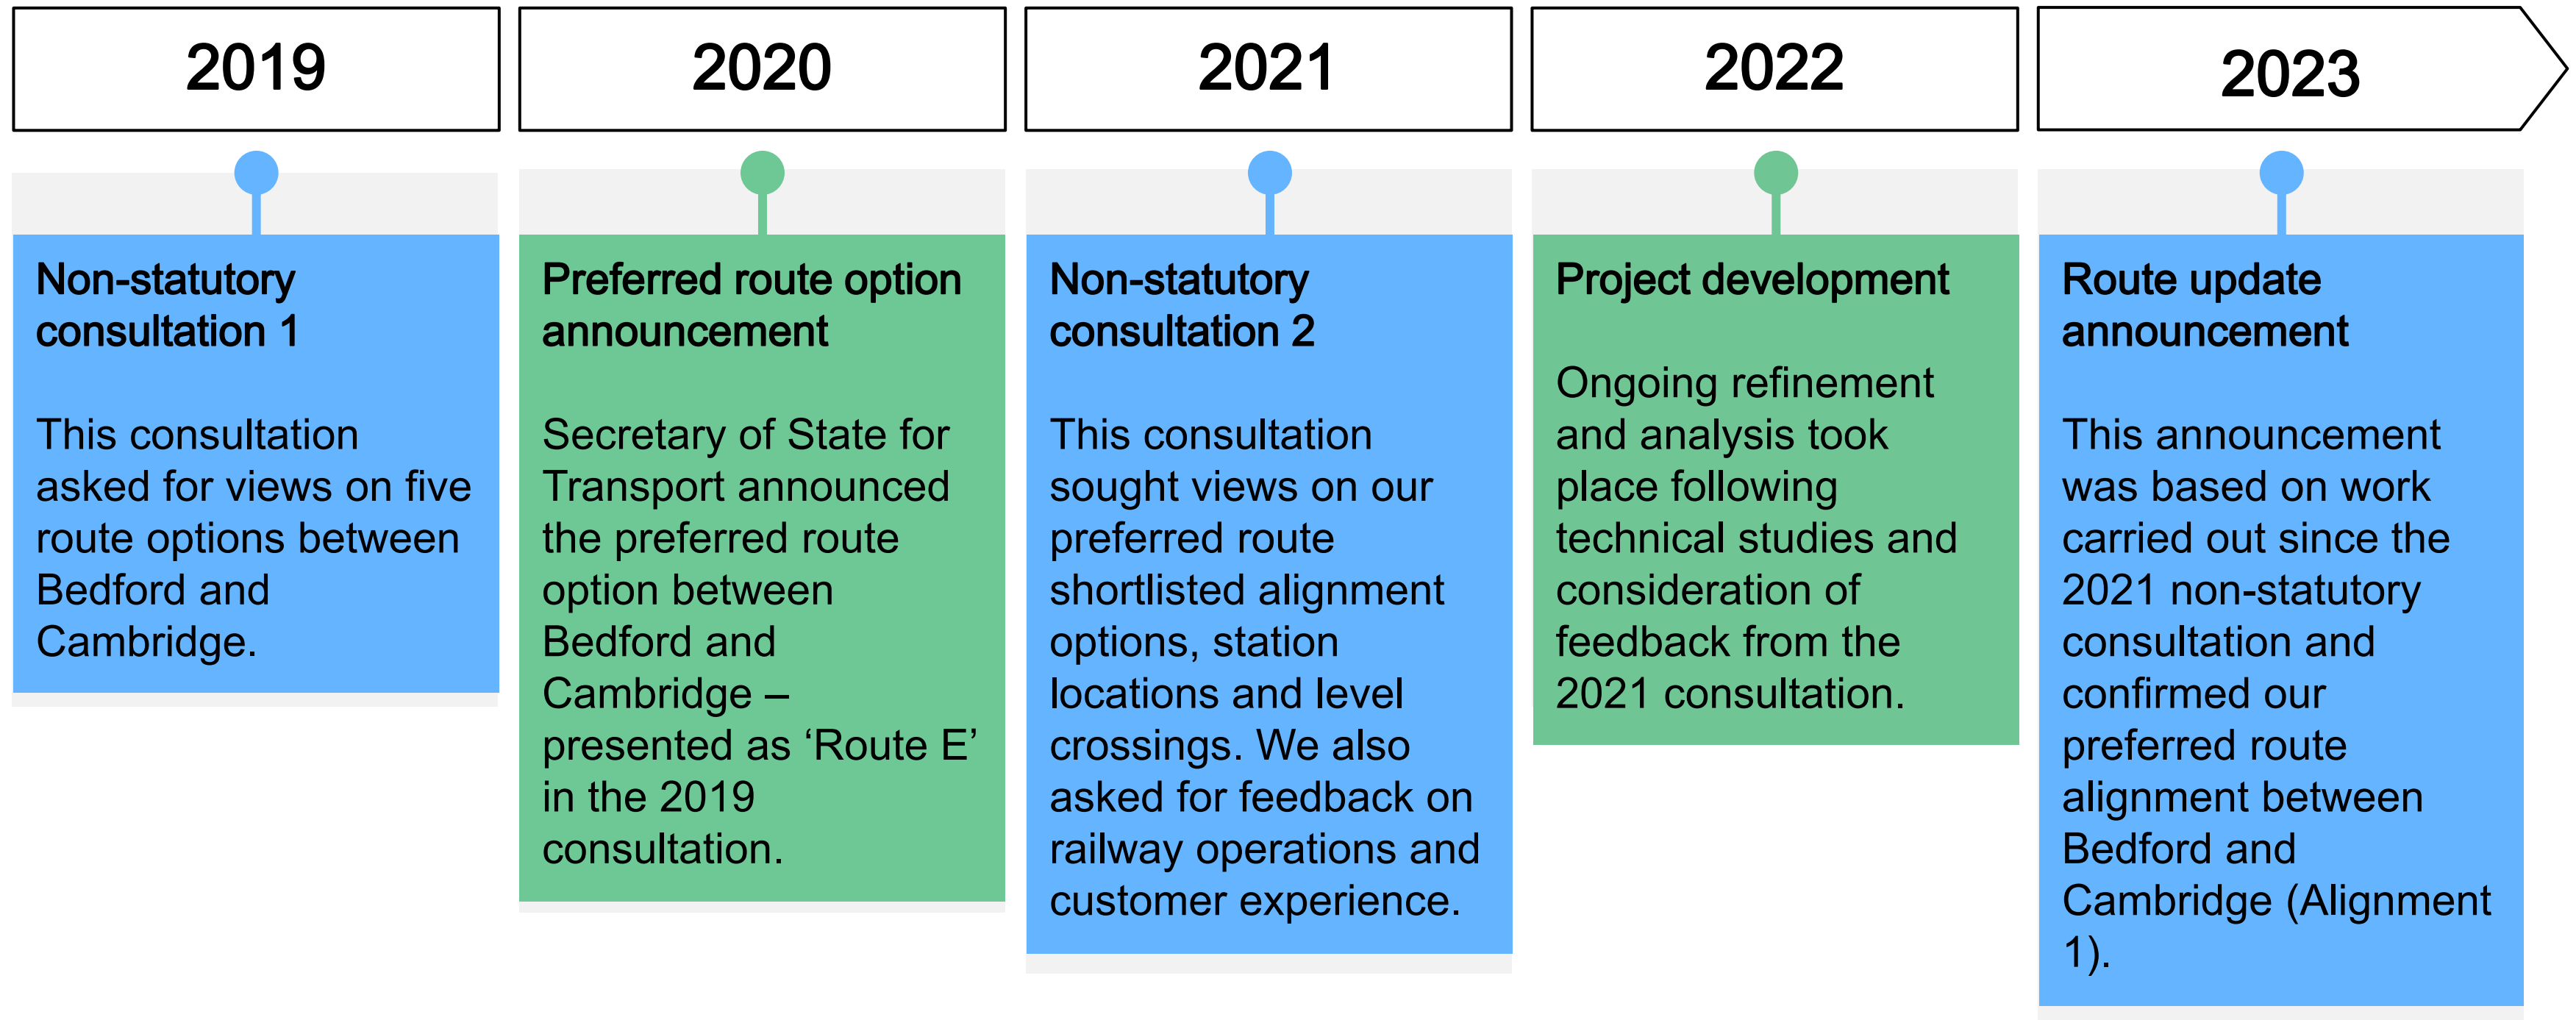 2019
2020
2021
2022
2023
Non-statutory
consultation 1
This consultation
asked for views on five
route options between
Bedford and
Cambridge.
Preferred route option
announcement
Secretary of State for
Transport announced
the preferred route
option between
Bedford and
Cambridge –
presented as ‘Route E’
in the 2019
consultation.
Non-statutory
consultation 2
This consultation
sought views on our
preferred route
shortlisted alignment
options, station
locations and level
crossings. We also
asked for feedback on
railway operations and
customer experience.
Project development
Ongoing refinement
and analysis took
place following
technical studies and
consideration of
feedback from the
2021 consultation.
Route update
announcement
This announcement
was based on work
carried out since the
2021 non-statutory
consultation and
confirmed our
preferred route
alignment between
Bedford and
Cambridge (Alignment
1).